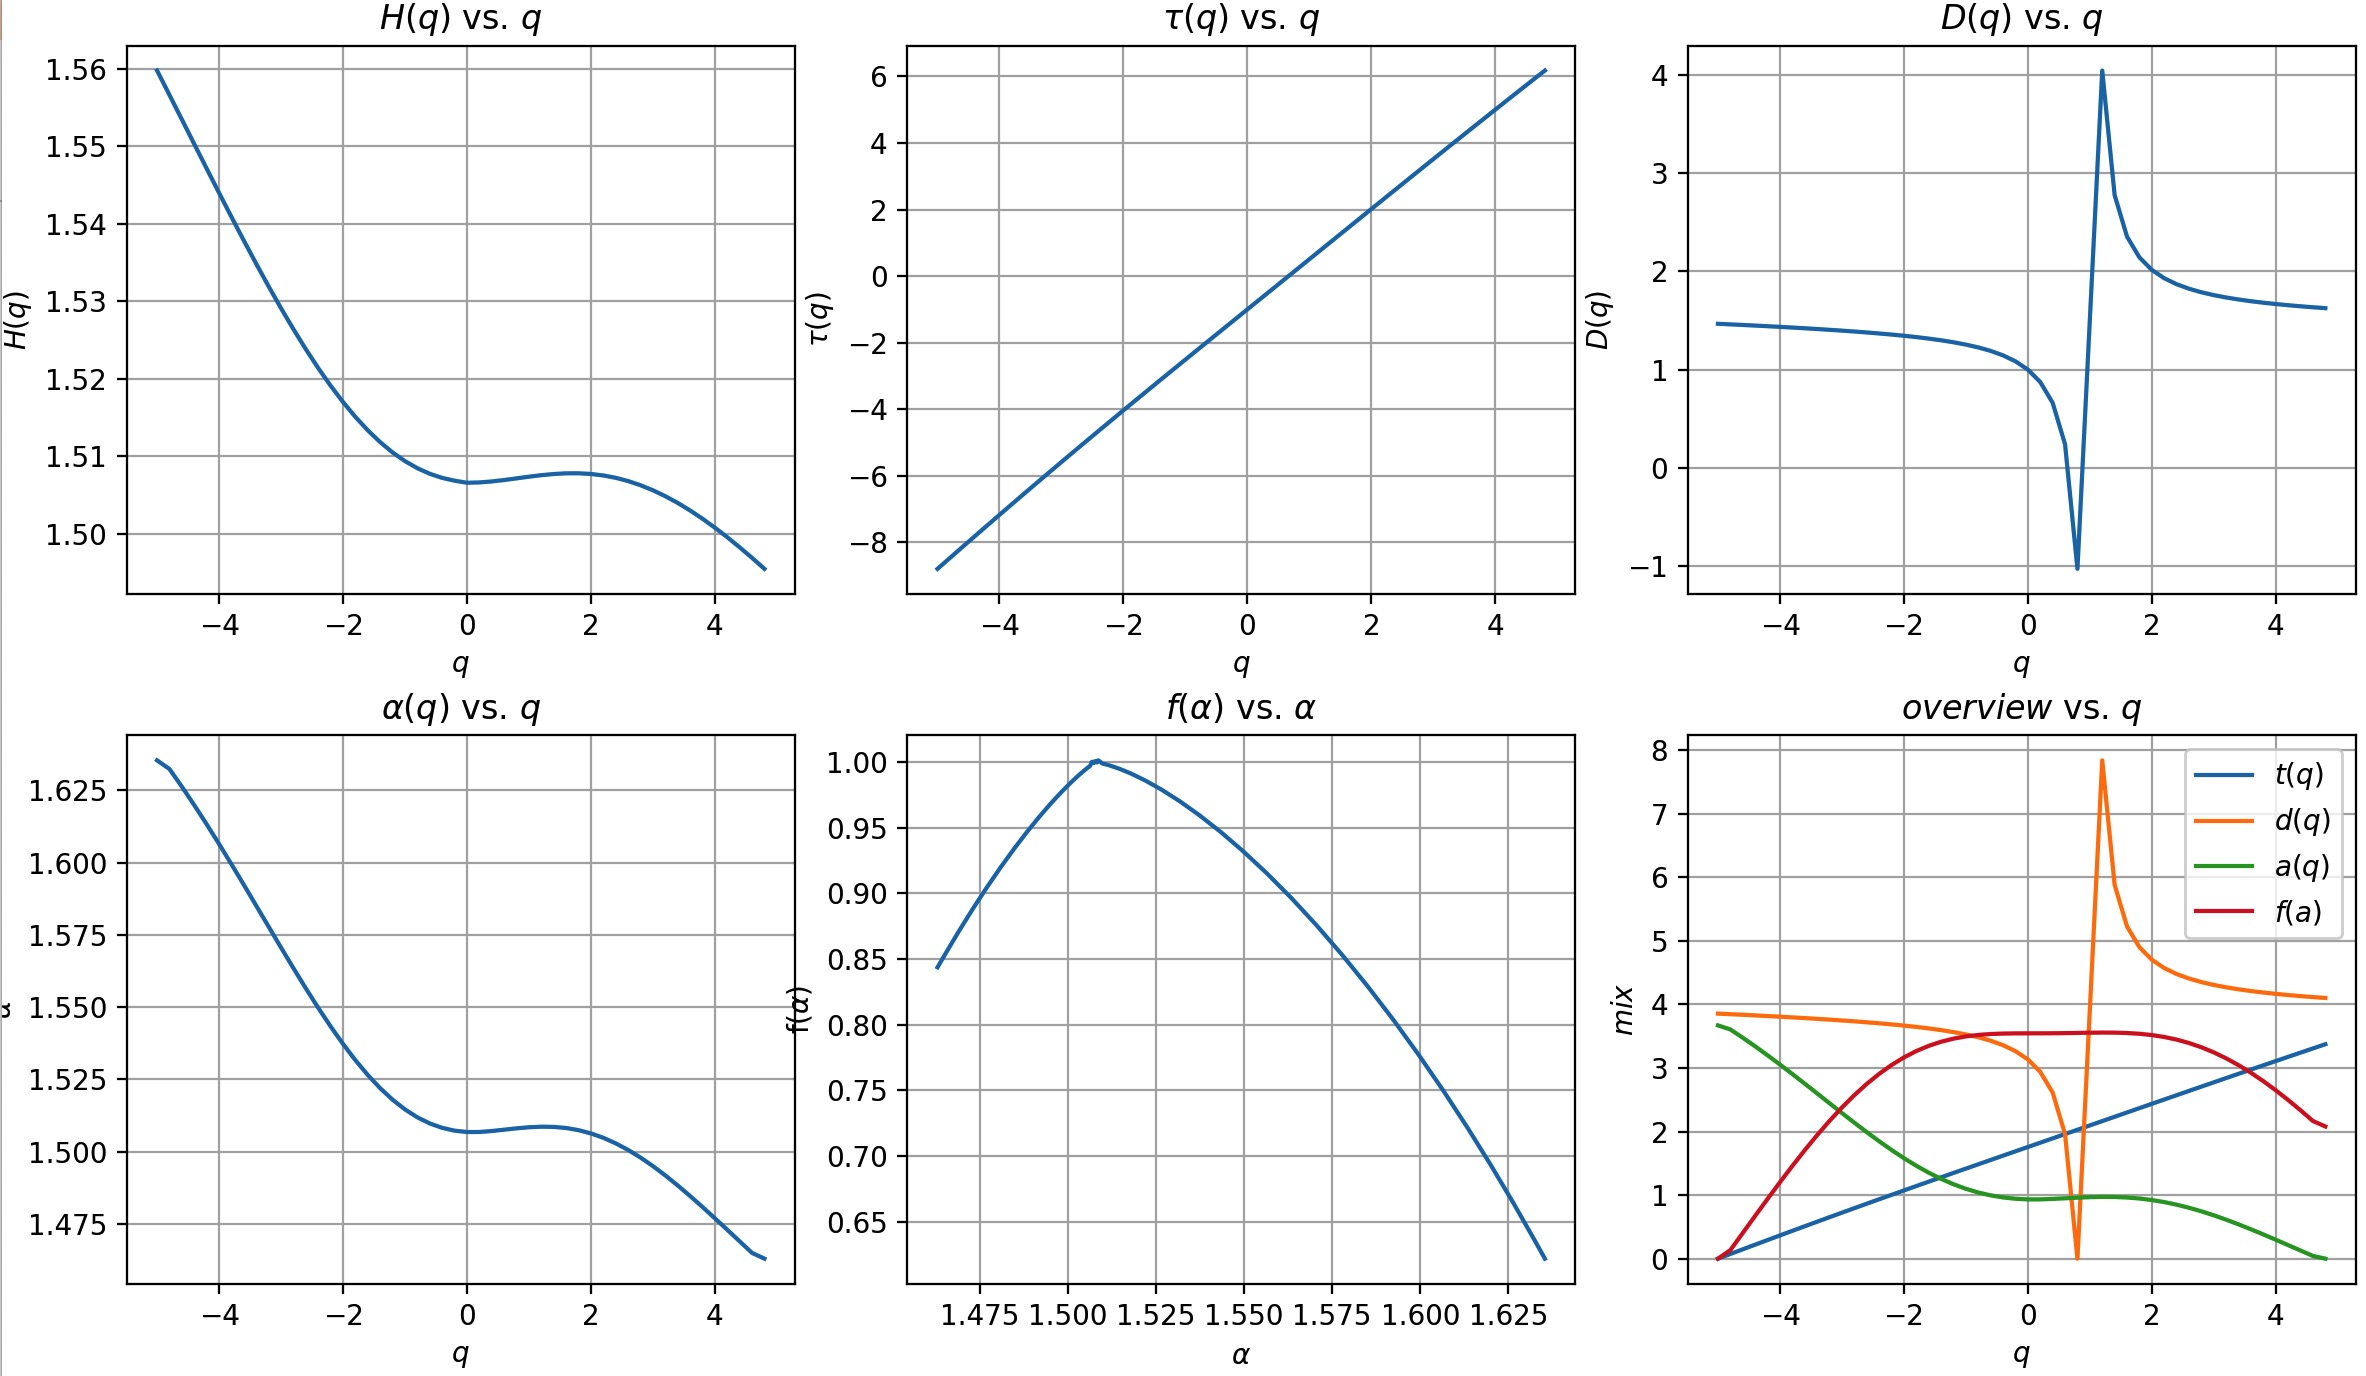 H(q) vs. q
1.56
1.55
1.54
1.53
1.52
1.51
1.50
H(q)
−4 −2 0 2 4
q
τ(q) vs. q
6
4
2
0
−2
−4
−6
−8
τ(q)
−4 −2 0 2 4
q
D(q) vs. q
4
3
2
1
0
−1
D(q)
−4 −2 0 2 4
q
α(q) vs. q
1.625
1.600
1.575
1.550
1.525
1.500
1.475
−4 −2 0 2 4
q
f(α) vs. α
1.00
0.95
0.90
0.85
0.80
0.75
0.70
0.65
f(α)
1.475 1.500 1.525 1.550 1.575 1.600 1.625
α
overview vs. q
8
7
6
5
4
3
2
1
0
mix
t(q)
d(q)
a(q)
f(a)
−4 −2 0 2 4
q